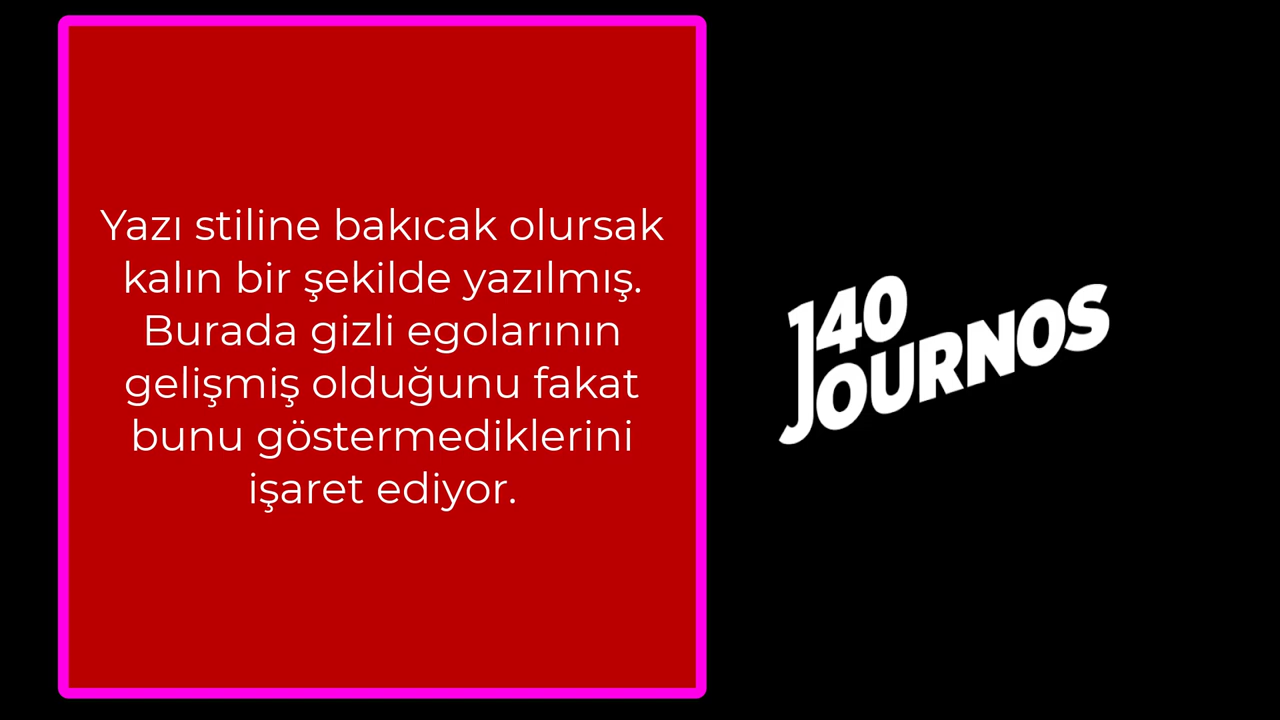 Yazı stiline bakıcak olursak
kalın bir şekilde yazılmış.
Burada gizli egolarının
gelişmiş olduğunu fakat
bunu göstermediklerini
işaret ediyor.
140
JOURNOS